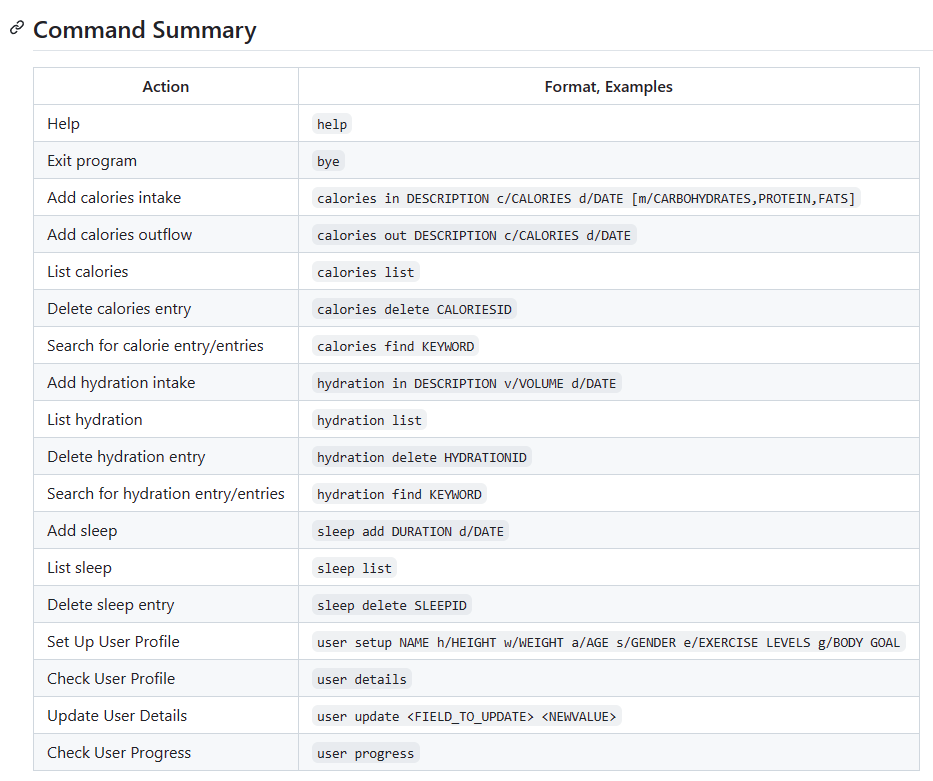 Command Summary
Action Format, Examples
Help help
Exit program bye
Add calories intake calories in DESCRIPTION c/CALORIES d/DATE [m/CARBOHYDRATES,PROTEIN,FATS]
Add calories outflow calories out DESCRIPTION c/CALORIES d/DATE
List calories calories list
Delete calories entry calories delete CALORIESID
Search for calorie entry/entries calories find KEYWORD
Add hydration intake hydration in DESCRIPTION v/VOLUME d/DATE
List hydration hydration list
Delete hydration entry hydration delete HYDRATIONID
Search for hydration entry/entries hydration find KEYWORD
Add sleep sleep add DURATION d/DATE
List sleep sleep list
Delete sleep entry sleep delete SLEEPID
Set Up User Profile user setup NAME h/HEIGHT w/WEIGHT a/AGE s/GENDER e/EXERCISE LEVELS g/BODY GOAL
Check User Profile user details
Update User Details user update <FIELD_TO_UPDATE> <NEWVALUE>
Check User Progress user progress